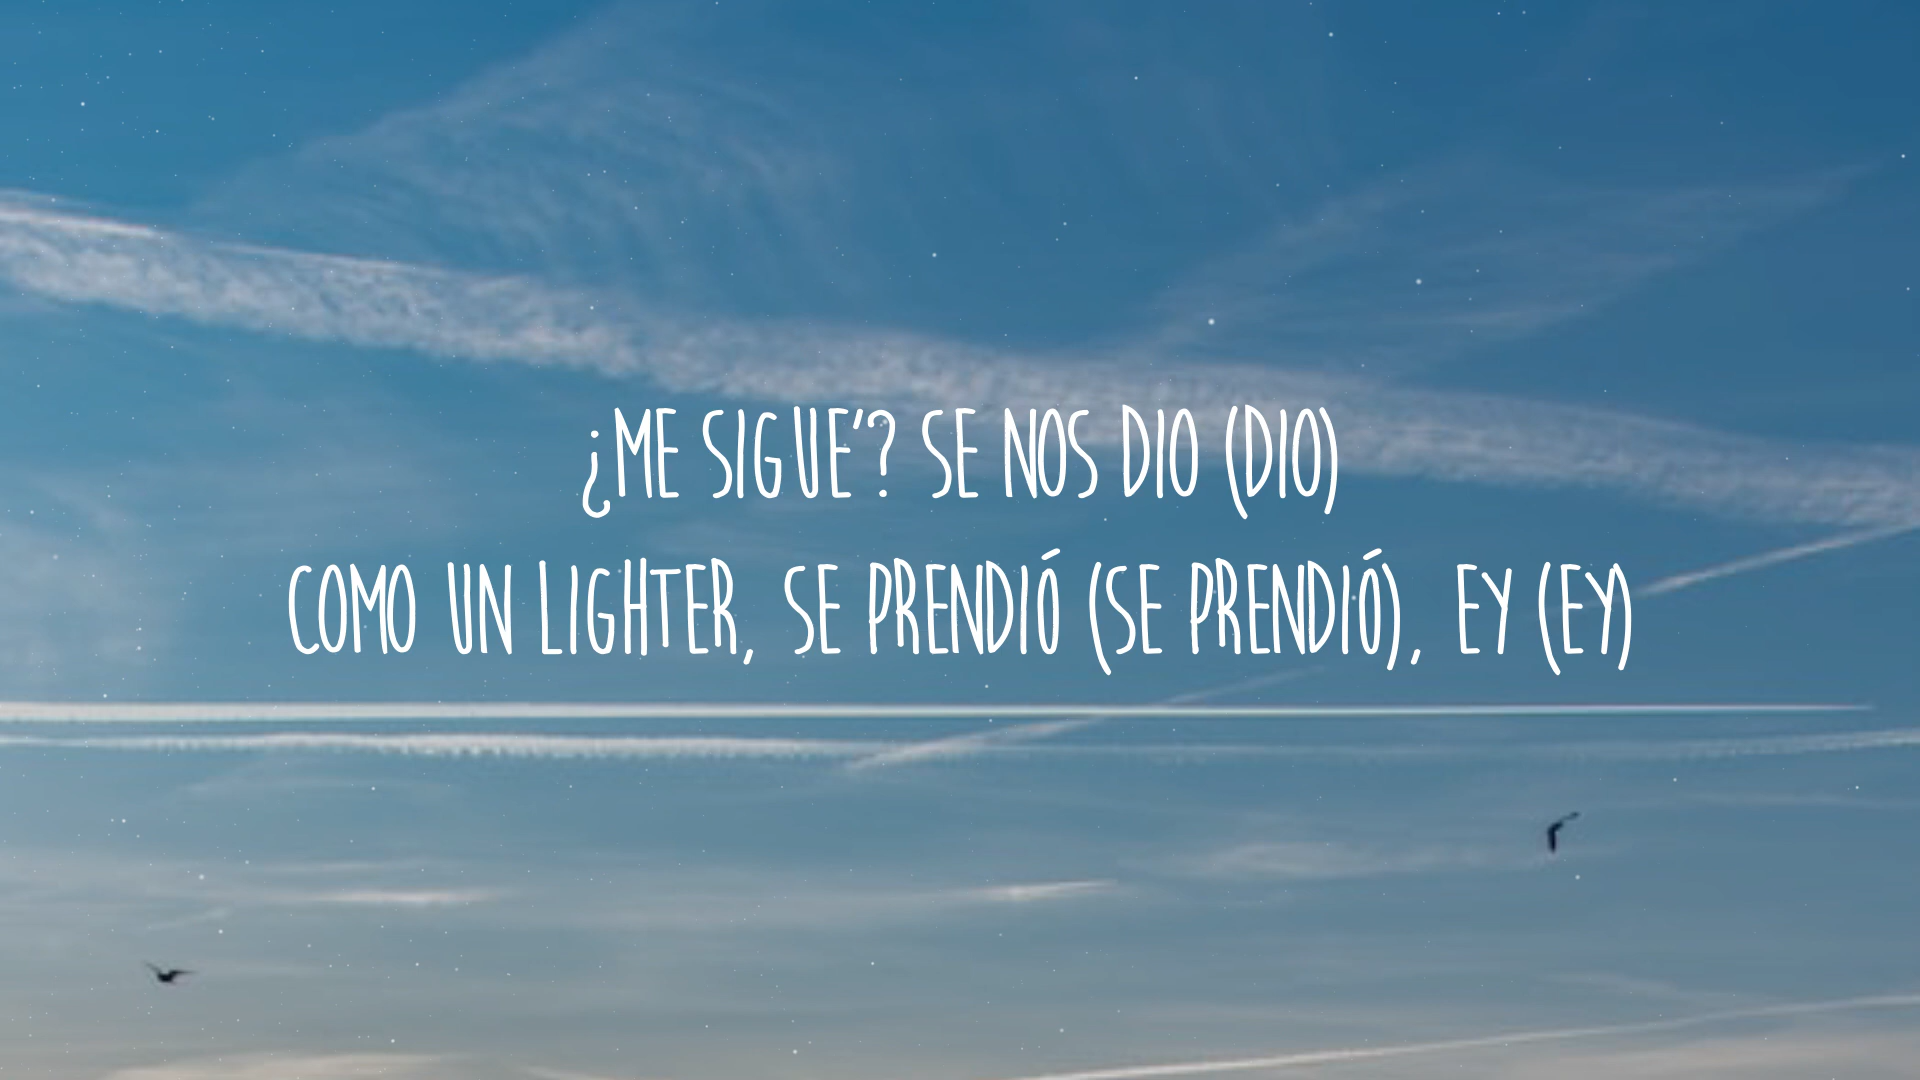 ¿ME SIGUE'? SE NOS DIO (DIO)
COMO UN LIGHTER, SE PRENDIÓ (SE PRENDIÓ), EY (EY)